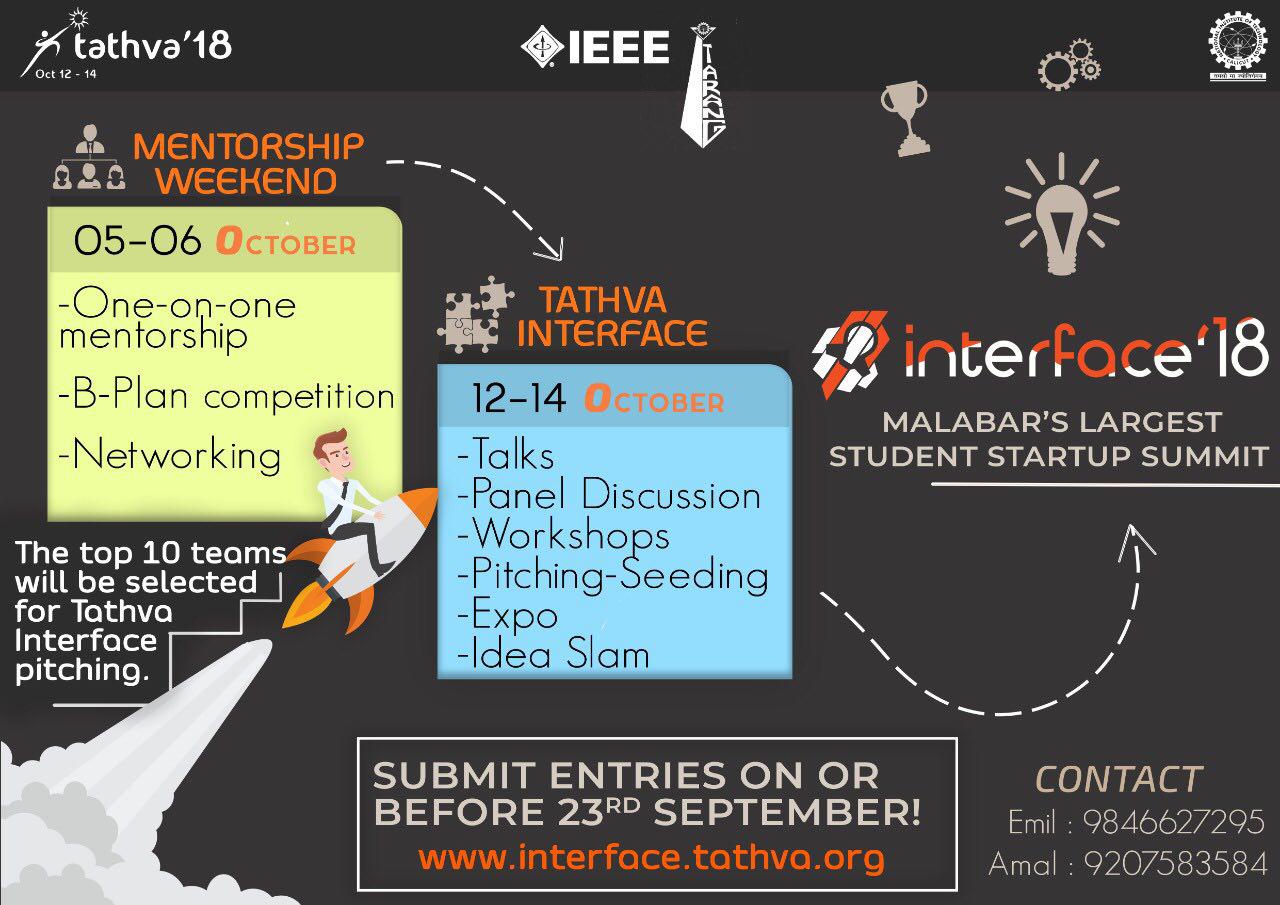 tathva'18
Oct 12 - 14
IEEE
MENTORSHIP
WEEKEND
05-06 OCTOBER
-One-on-one
mentorship
-B-Plan competition
-Networking
The top 10 teams
will be selected
for Tathva
Interface
pitching.
TATHVA
INTERFACE
12-14 OCTOBER
-Talks
-Panel Discussion
-Workshops
-Pitching-Seeding
-Expo
-Idea Slam
interface'18
MALABAR'S LARGEST
STUDENT STARTUP SUMMIT
SUBMIT ENTRIES ON OR
BEFORE 23RD SEPTEMBER!
www.interface.tathva.org
CONTACT
Emil : 9846627295
Amal : 9207583584